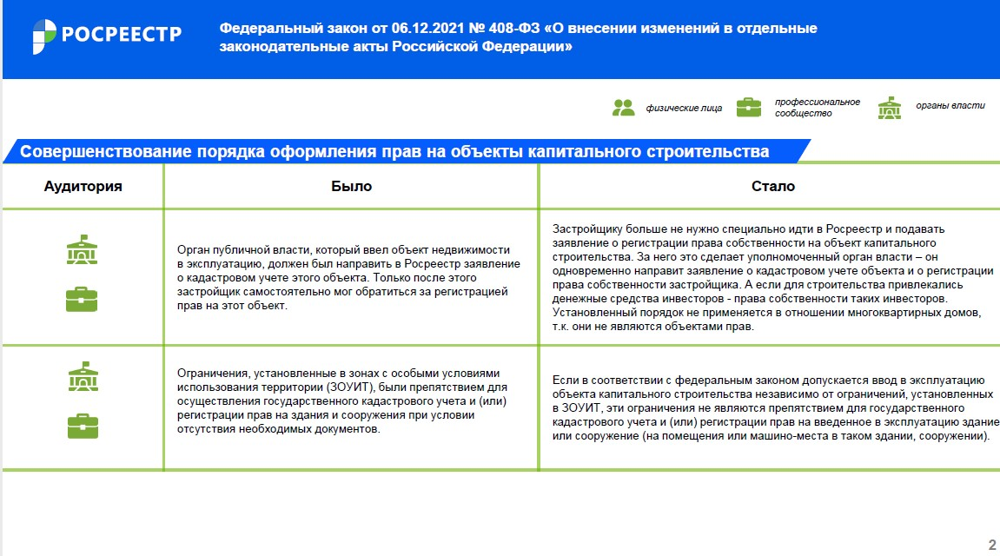 РОСРЕЕСТР
Федеральный закон от 06.12.2021 № 408-ФЗ «О внесении изменений в отдельные
законодательные акты Российской Федерации»
физические лица
профессиональное
сообщество
органы власти
Совершенствование порядка оформления прав на объекты капитального строительства
Аудитория
Было
Стало
Орган публичной власти, который ввел объект недвижимости
в эксплуатацию, должен был направить в Росреестр заявление
о кадастровом учете этого объекта. Только после этого
застройщик самостоятельно мог обратиться за регистрацией
прав на этот объект.
Застройщику больше не нужно специально идти в Росреестр и подавать
заявление о регистрации права собственности на объект капитального
строительства. За него это сделает уполномоченный орган власти – он
одновременно направит заявление о кадастровом учете объекта и о регистрации
права собственности застройщика. А если для строительства привлекались
денежные средства инвесторов - права собственности таких инвесторов.
Установленный порядок не применяется в отношении многоквартирных домов,
т.к. они не являются объектами прав.
Ограничения, установленные в зонах с особыми условиями
использования территории (ЗОУИТ), были препятствием для
осуществления государственного кадастрового учета и (или)
регистрации прав на здания и сооружения при условии
отсутствия необходимых документов.
Если в соответствии с федеральным законом допускается ввод в эксплуатацию
объекта капитального строительства независимо от ограничений, установленных
в ЗОУИТ, эти ограничения не являются препятствием для государственного
кадастрового учета и (или) регистрации прав на введенное в эксплуатацию здание
или сооружение (на помещения или машино-места в таком здании, сооружении).
2